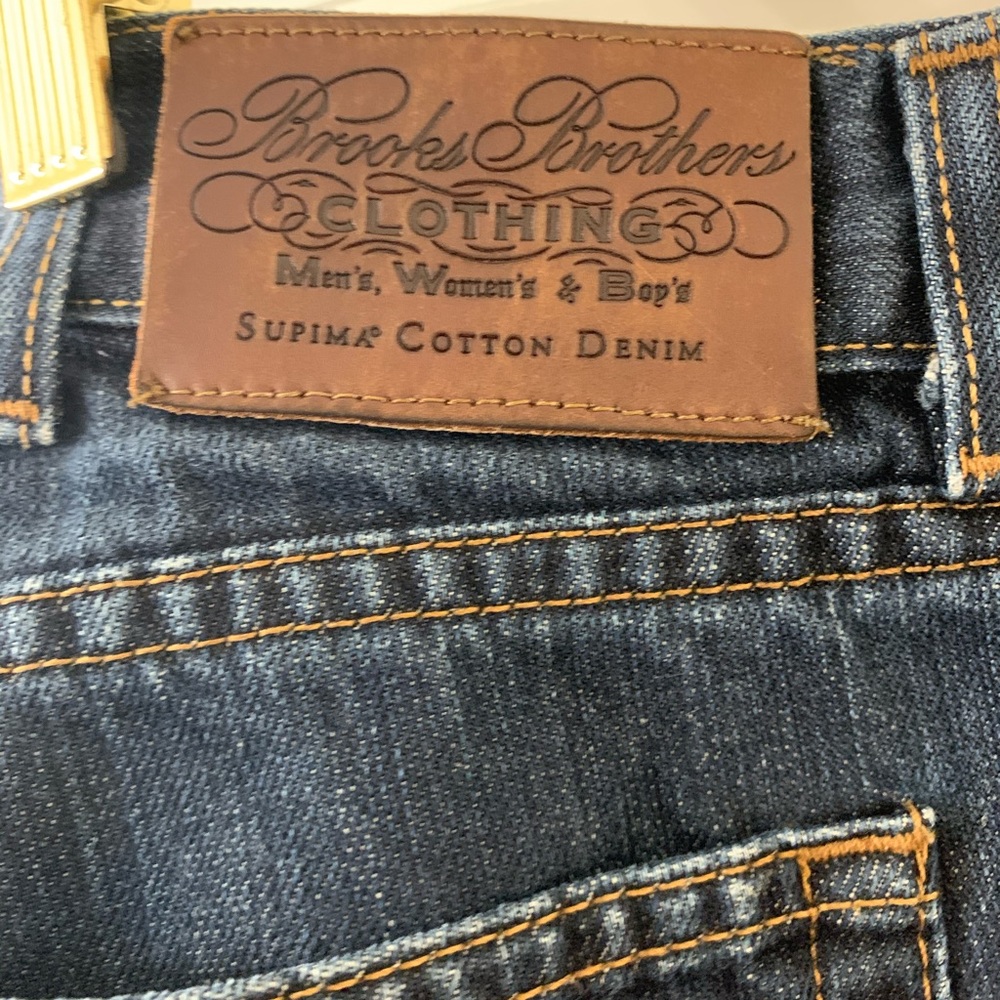 Brooks Brothers
CLOTHING
Men's, Women's & Boy's
SUPIMA® COTTON DENIM